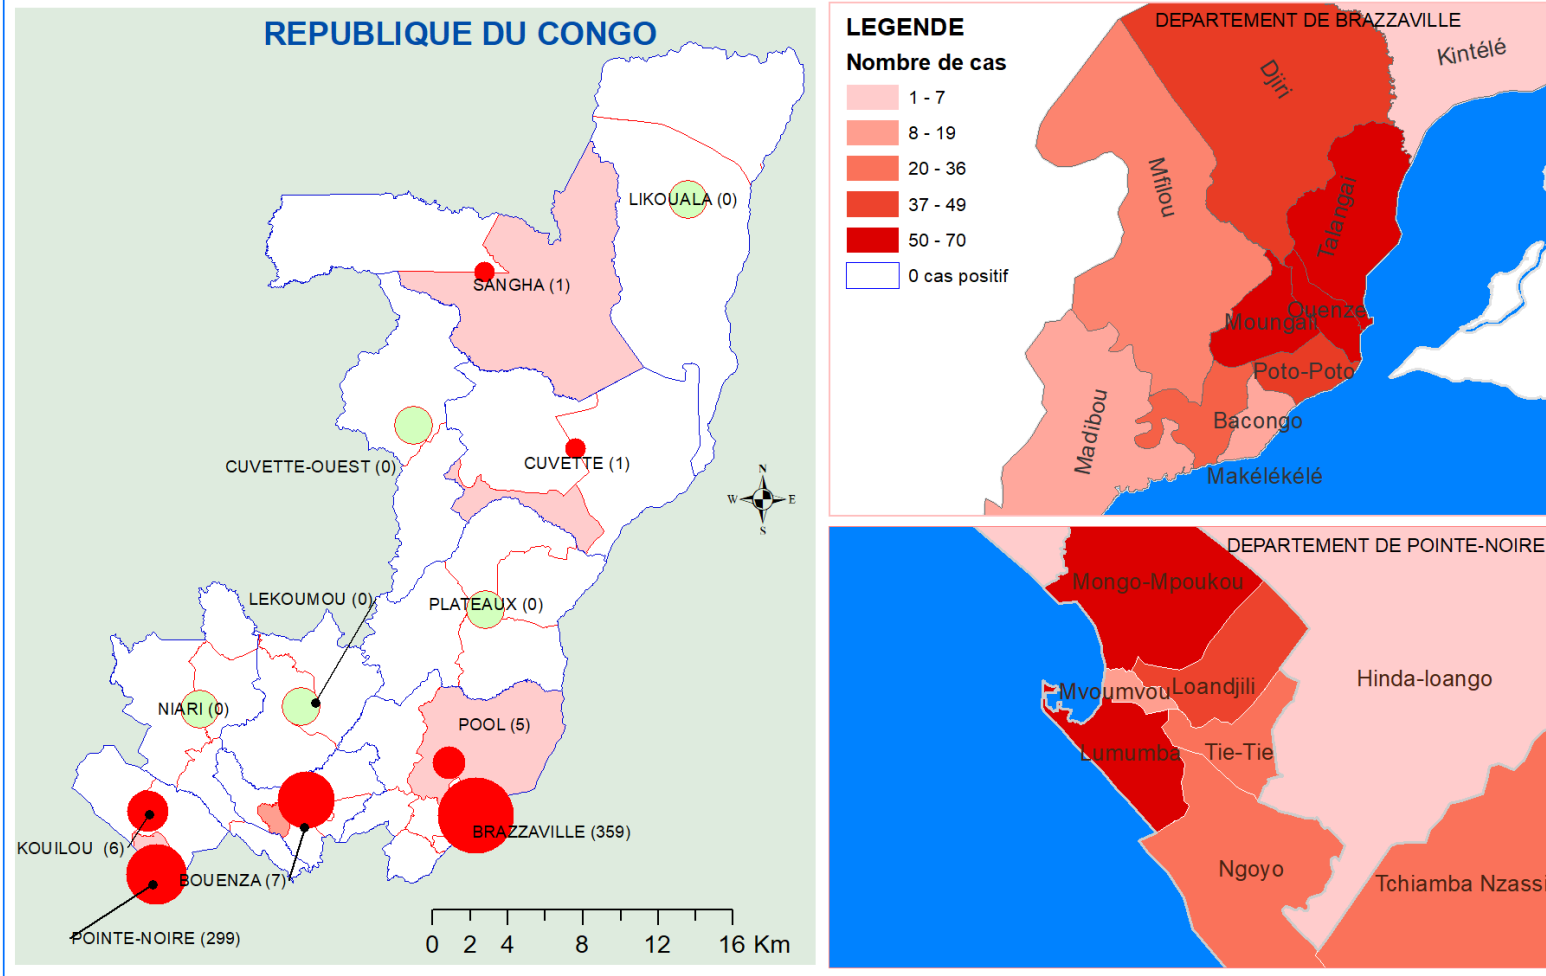 REPUBLIQUE DU CONGO
LIKOUALA (0)
SANGHA (1)
CUVETTE-OUEST (0)
CUVETTE (1)
N
W E
S
LEKOUMOU (0)
PLATEAUX (0)
NIARI (0)
POOL (5)
BRAZZAVILLE (359)
KOUILOU (6)
BOUENZA (7)
POINTE-NOIRE (299)
0 2 4 8 12 16 Km
LEGENDE
Nombre de cas
1 - 7
8 - 19
20 - 36
37 - 49
50 - 70
0 cas positif
DEPARTEMENT DE BRAZZAVILLE
Kintélé
Djiri
Mfilou
Talangaï
Ouenze
Moungali
Poto-Poto
Bacongo
Madibou
Makélékélé
DEPARTEMENT DE POINTE-NOIRE
Mongo-Mpoukou
Hinda-loango
Mvoumvou
Loandjili
Lumumba
Tie-Tie
Ngoyo
Tchiamba Nzassi